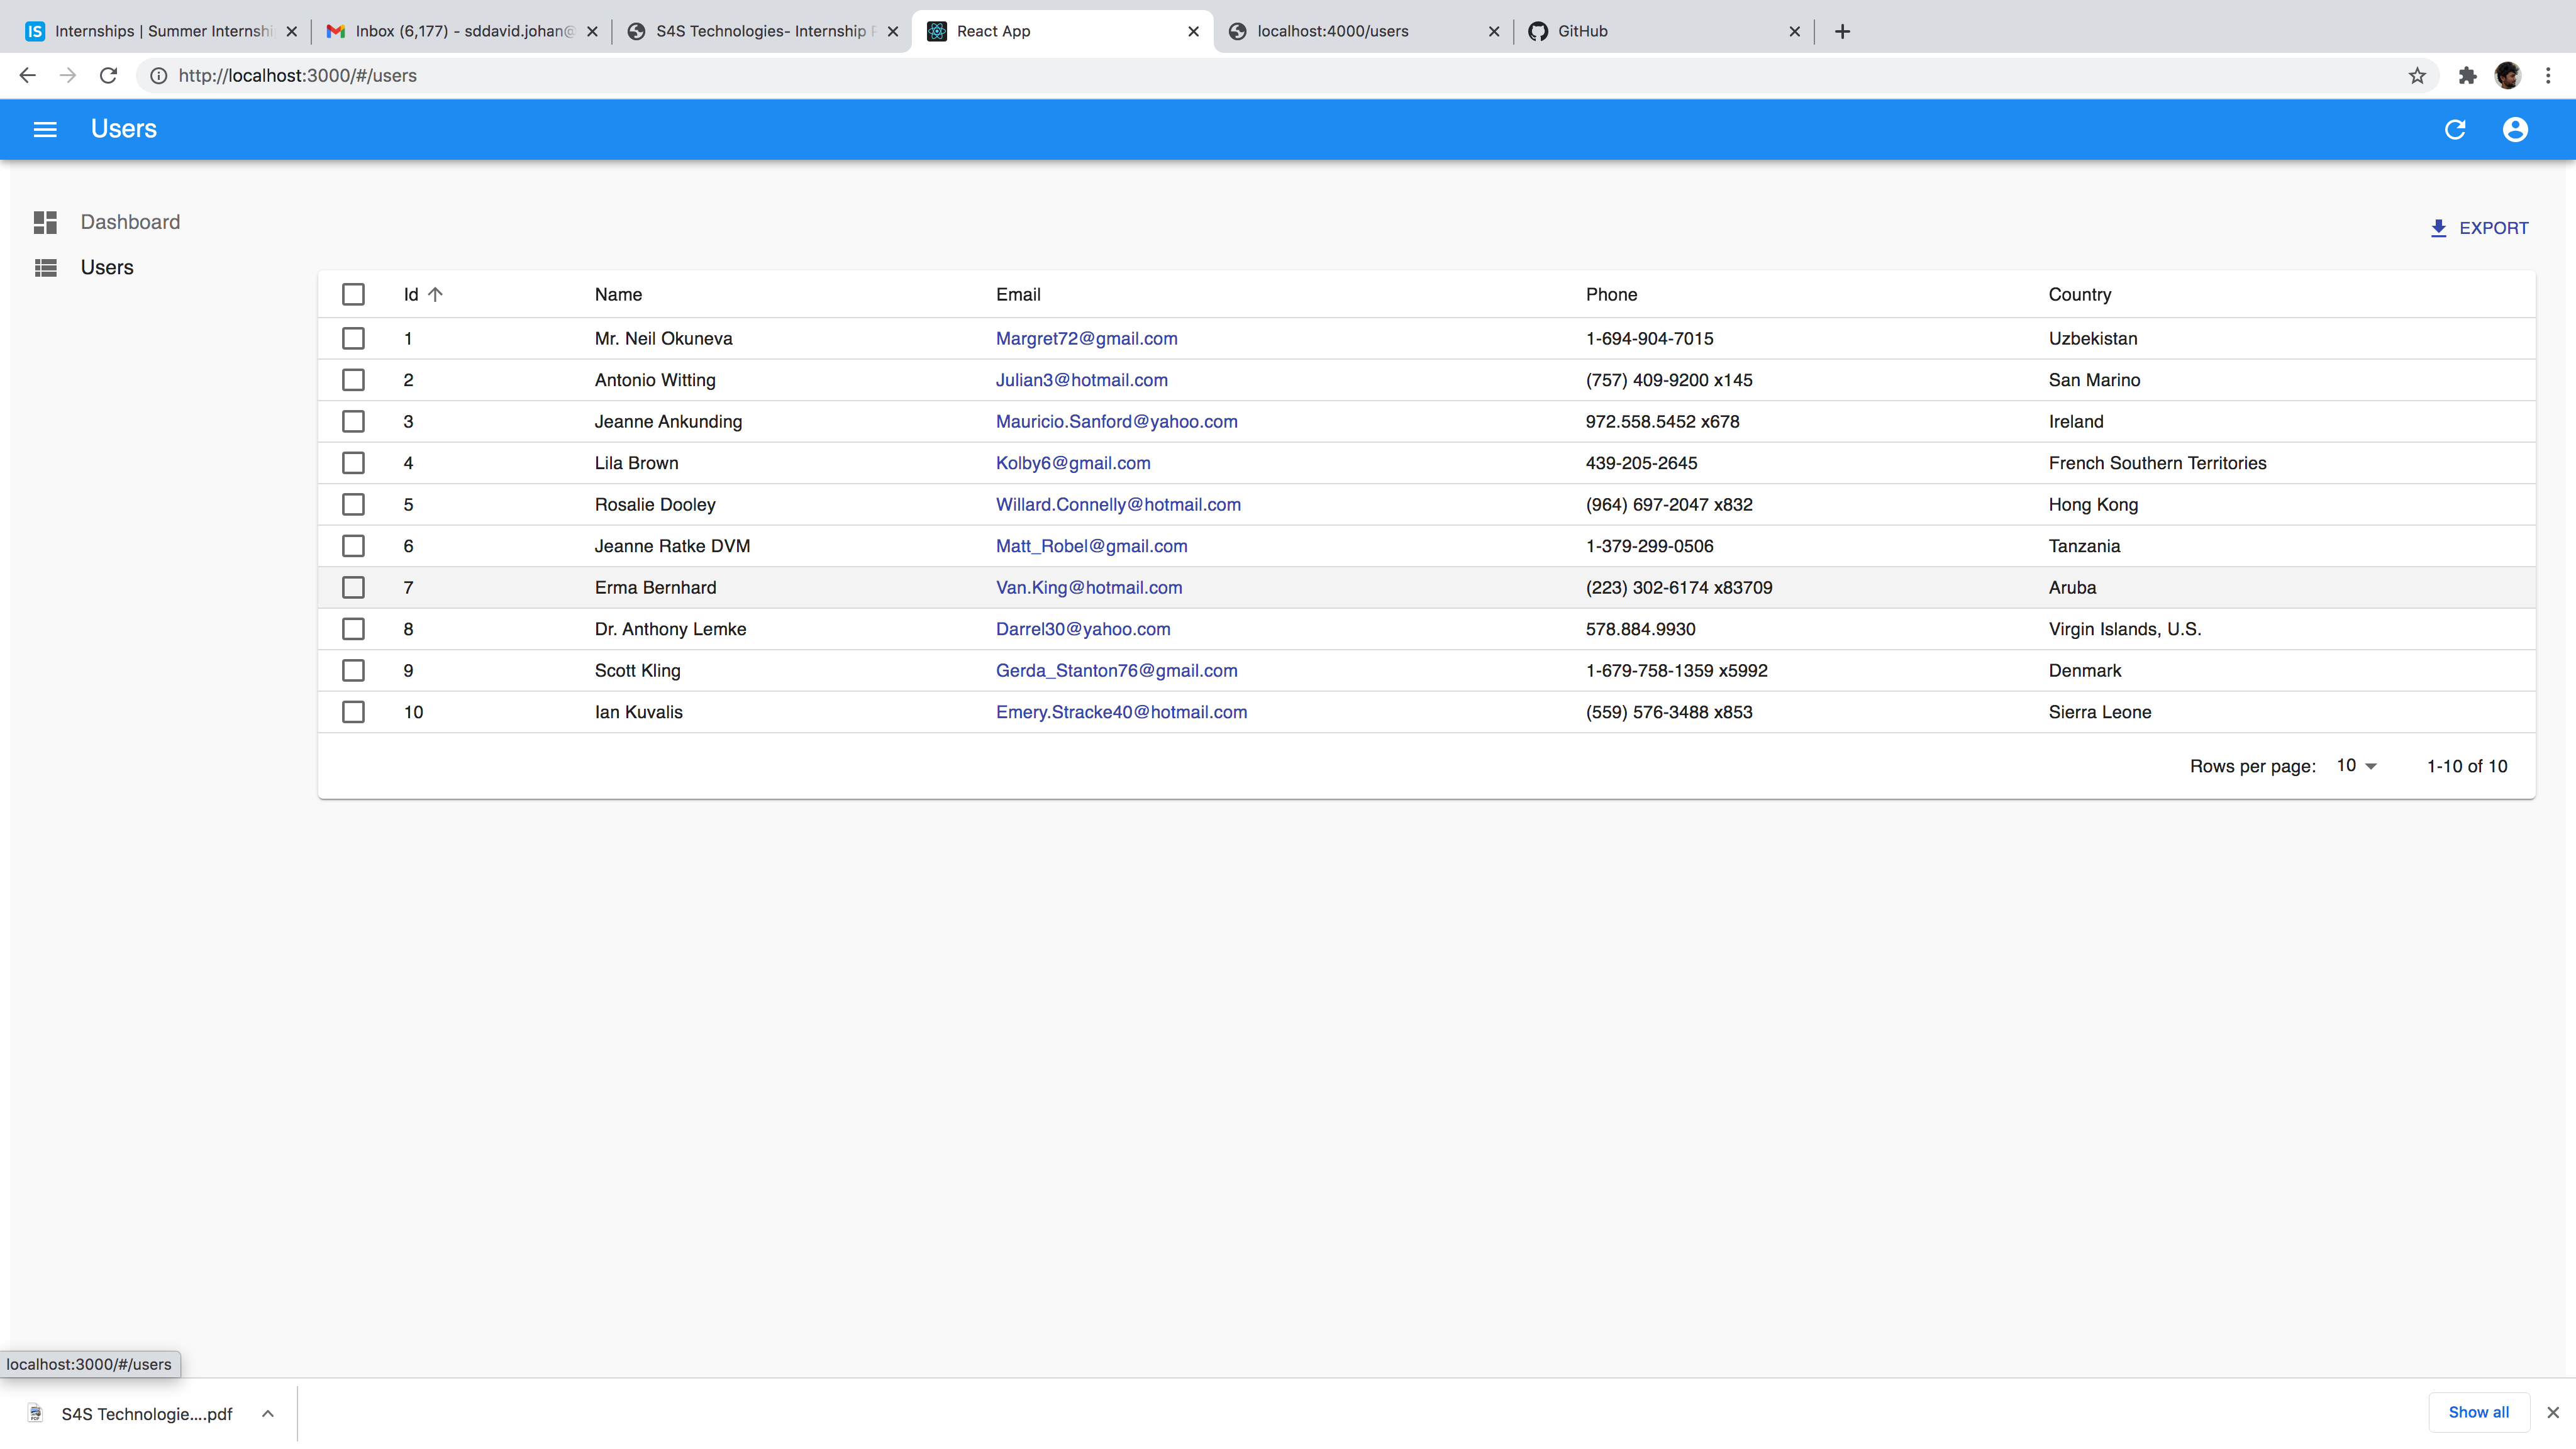 IS Internships | Summer Internshi
Inbox (6,177) - sddavid.johan@
S4S Technologies- Internship
React App
localhost:4000/users
GitHub
http://localhost:3000/#/users
Users
Dashboard
Users
EXPORT
Id Name Email Phone Country
1 Mr. Neil Okuneva Margret72@gmail.com 1-694-904-7015 Uzbekistan
2 Antonio Witting Julian3@hotmail.com (757) 409-9200 x145 San Marino
3 Jeanne Ankunding Mauricio.Sanford@yahoo.com 972.558.5452 x678 Ireland
4 Lila Brown Kolby6@gmail.com 439-205-2645 French Southern Territories
5 Rosalie Dooley Willard.Connelly@hotmail.com (964) 697-2047 x832 Hong Kong
6 Jeanne Ratke DVM Matt_Robel@gmail.com 1-379-299-0506 Tanzania
7 Erma Bernhard Van.King@hotmail.com (223) 302-6174 x83709 Aruba
8 Dr. Anthony Lemke Darrel30@yahoo.com 578.884.9930 Virgin Islands, U.S.
9 Scott Kling Gerda_Stanton76@gmail.com 1-679-758-1359 x5992 Denmark
10 Ian Kuvalis Emery.Stracke40@hotmail.com (559) 576-3488 x853 Sierra Leone
Rows per page: 10 1-10 of 10
localhost:3000/#/users
S4S Technologie....pdf
Show all